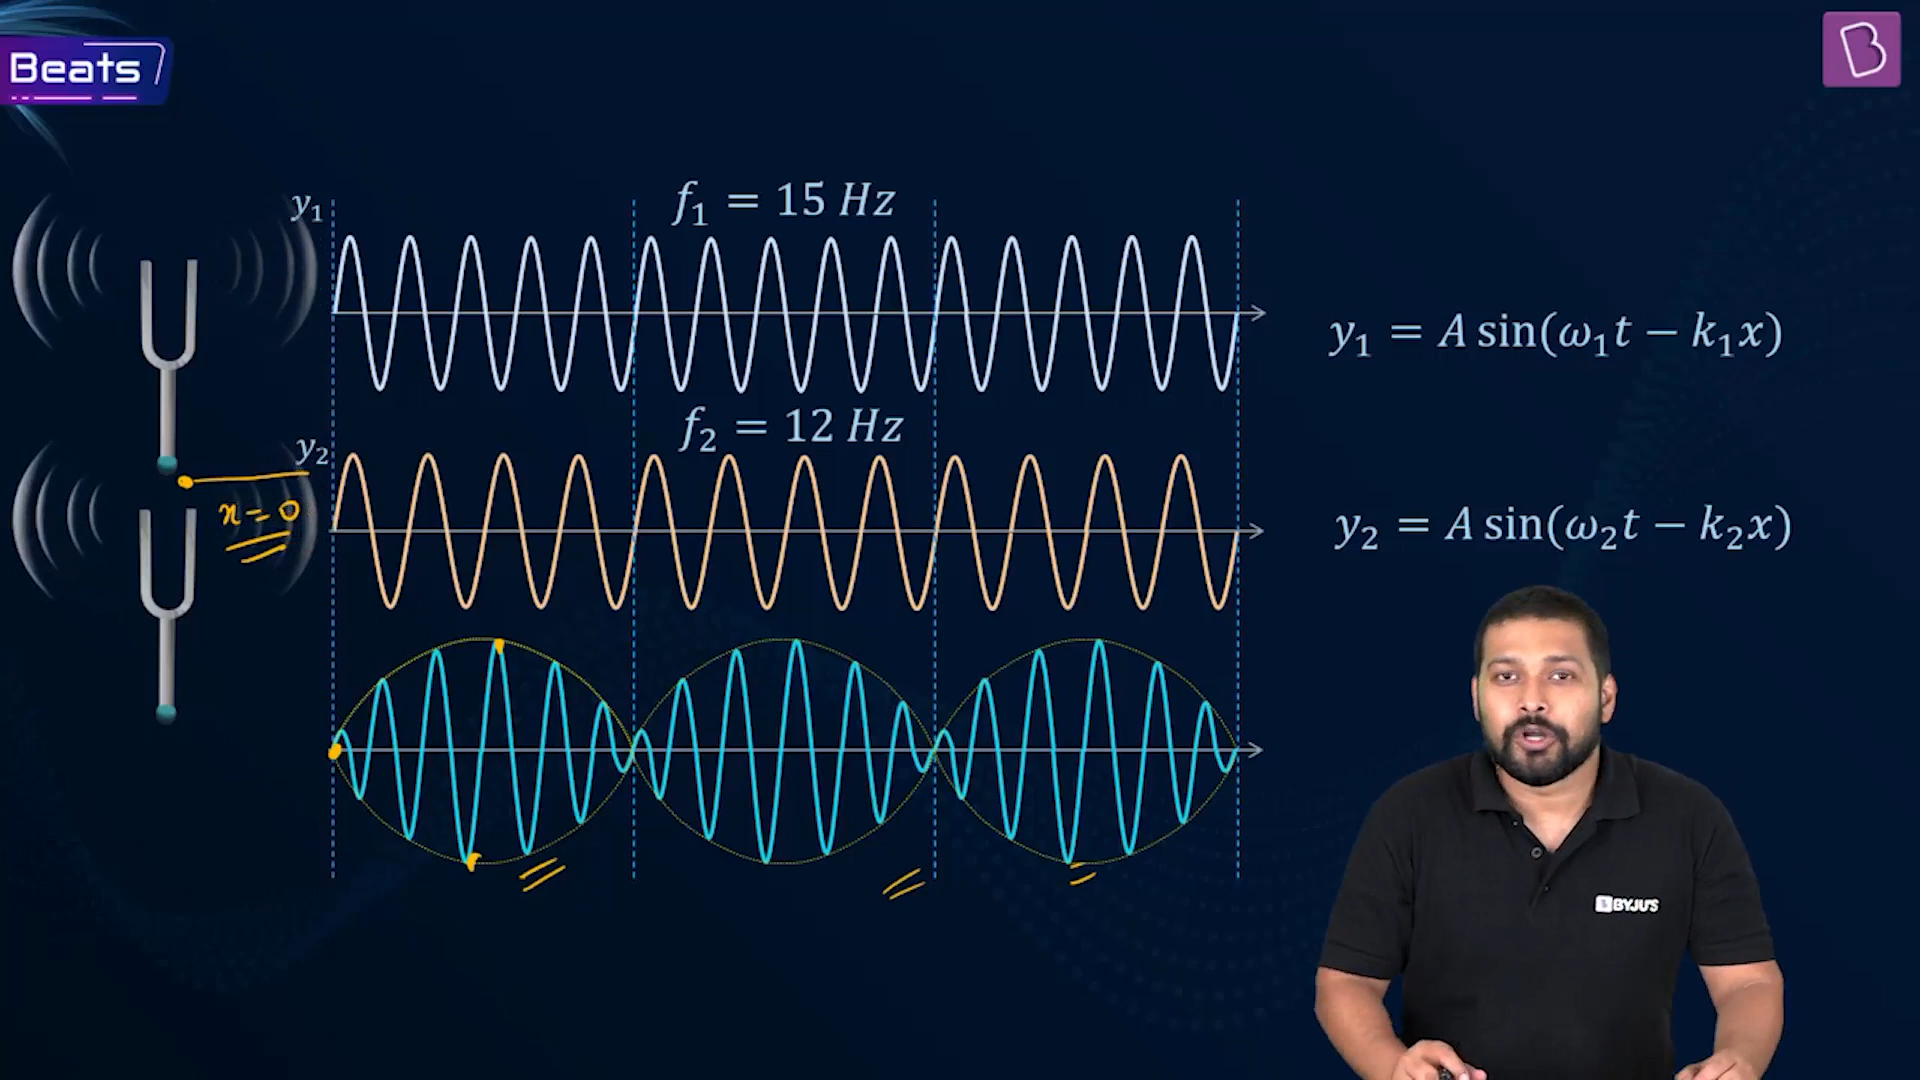 Beats
y₁
f₁ = 15 Hz
y₁ = A sin(ω₁t − k₁x)
f₂ = 12 Hz
y₂
x = 0
y₂ = A sin(ω₂t − k₂x)
BYJU'S